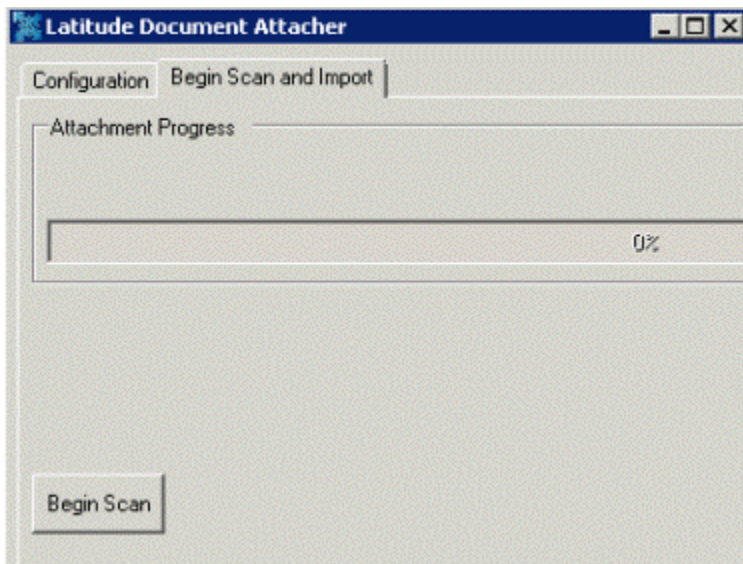 Latitude Document Attacher
Configuration Begin Scan and Import
Attachment Progress
0%
Begin Scan